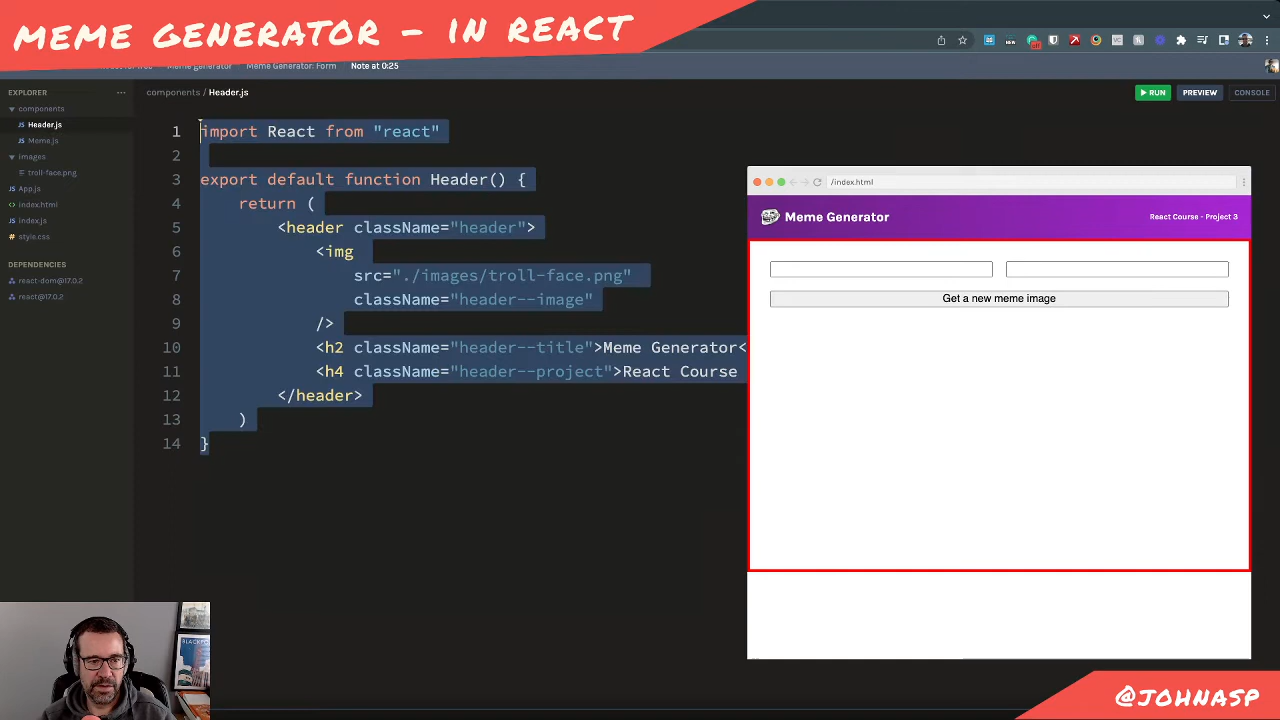 MEME GENERATOR - IN REACT
Meme generator
Meme Generator: Form
Note at 0:25
EXPLORER
components
Header.js
Meme.js
images
troll-face.png
App.js
index.html
index.js
style.css
DEPENDENCIES
react-dom@17.0.2
react@17.0.2
components / Header.js
RUN
PREVIEW
CONSOLE
1 import React from "react"
2
3 export default function Header() {
4 return (
5 <header className="header">
6 <img
7 src="./images/troll-face.png"
8 className="header--image"
9 />
10 <h2 className="header--title">Meme Generator<
11 <h4 className="header--project">React Course
12 </header>
13 )
14 }
/index.html
Meme Generator
React Course - Project 3
Get a new meme image
@JOHNASP